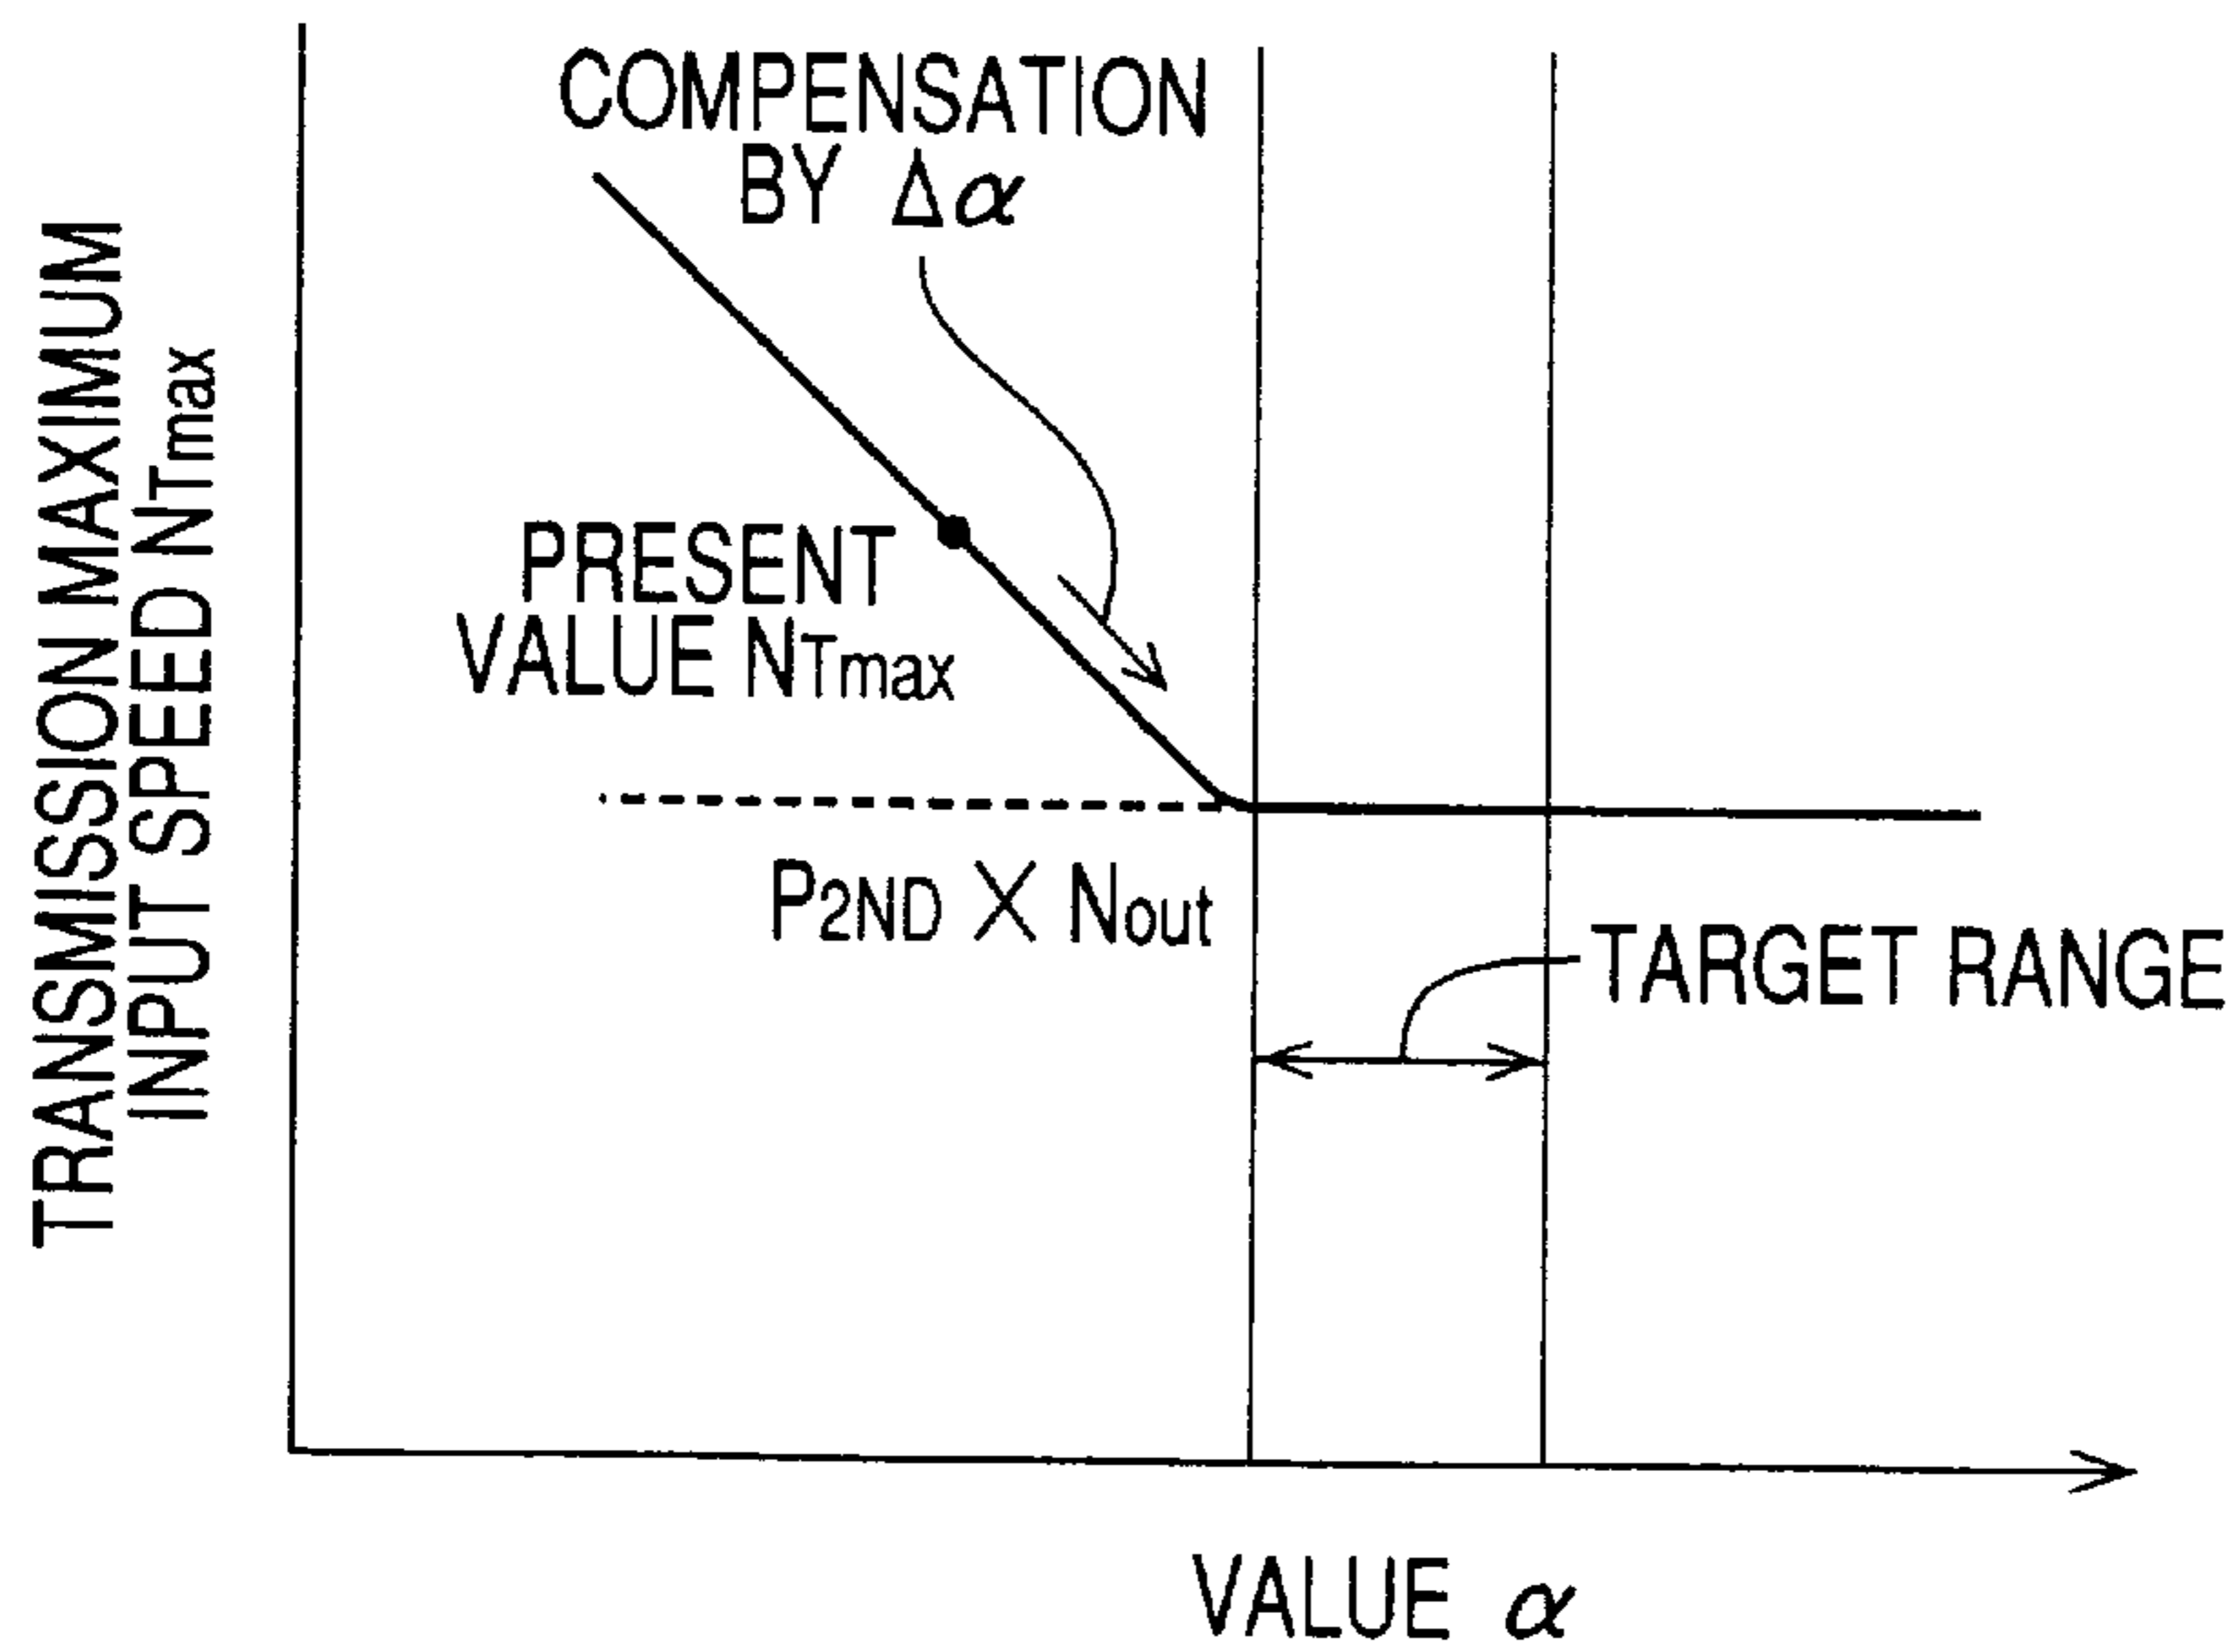 COMPENSATION
BY Δα
TRANSMISSION MAXIMUM
INPUT SPEED NTmax
PRESENT
VALUE NTmax
P2ND X Nout
TARGET RANGE
VALUE α